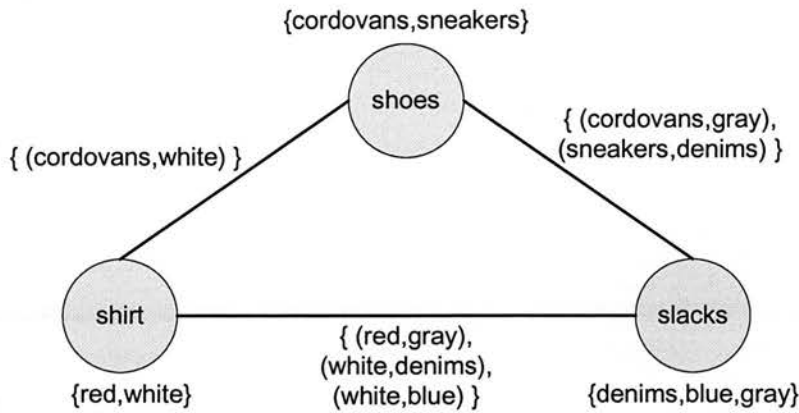 {cordovans,sneakers}
shoes
{ (cordovans,gray),
(sneakers,denims) }
{ (cordovans,white) }
shirt
slacks
{ (red,gray),
(white,denims),
(white,blue) }
{red,white}
{denims,blue,gray}